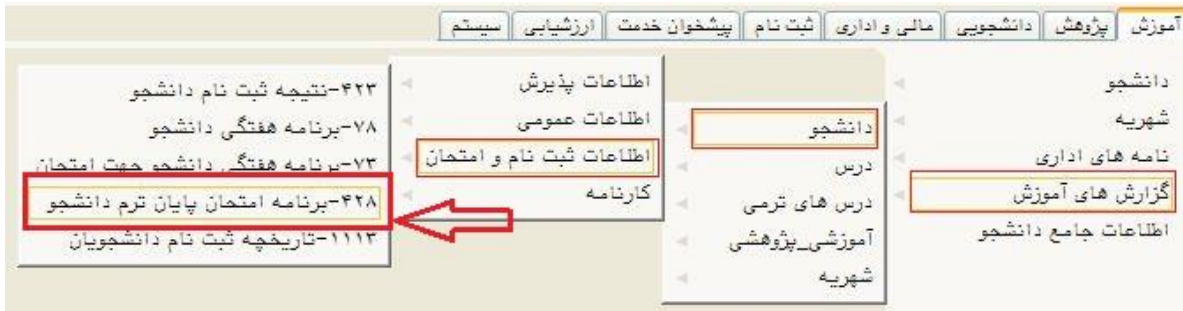 آموزش پژوهش دانشجویی مالی و اداری ثبت نام پیشخوان خدمت ارزشیابی سیستم
دانشجو
شهریه
نامه های اداری
گزارش های آموزش
اطلاعات جامع دانشجو
دانشجو
درس
درس های ترمی
آموزشی_پژوهشی
شهریه
اطلاعات پذیرش
اطلاعات عمومی
اطلاعات ثبت نام و امتحان
کارنامه
۴۲۳-نتیجه ثبت نام دانشجو
۷۸-برنامه هفتگی دانشجو
۷۳-برنامه هفتگی دانشجو جهت امتحان
۴۲۸-برنامه امتحان پایان ترم دانشجو
۱۱۱۳-تاریخچه ثبت نام دانشجویان